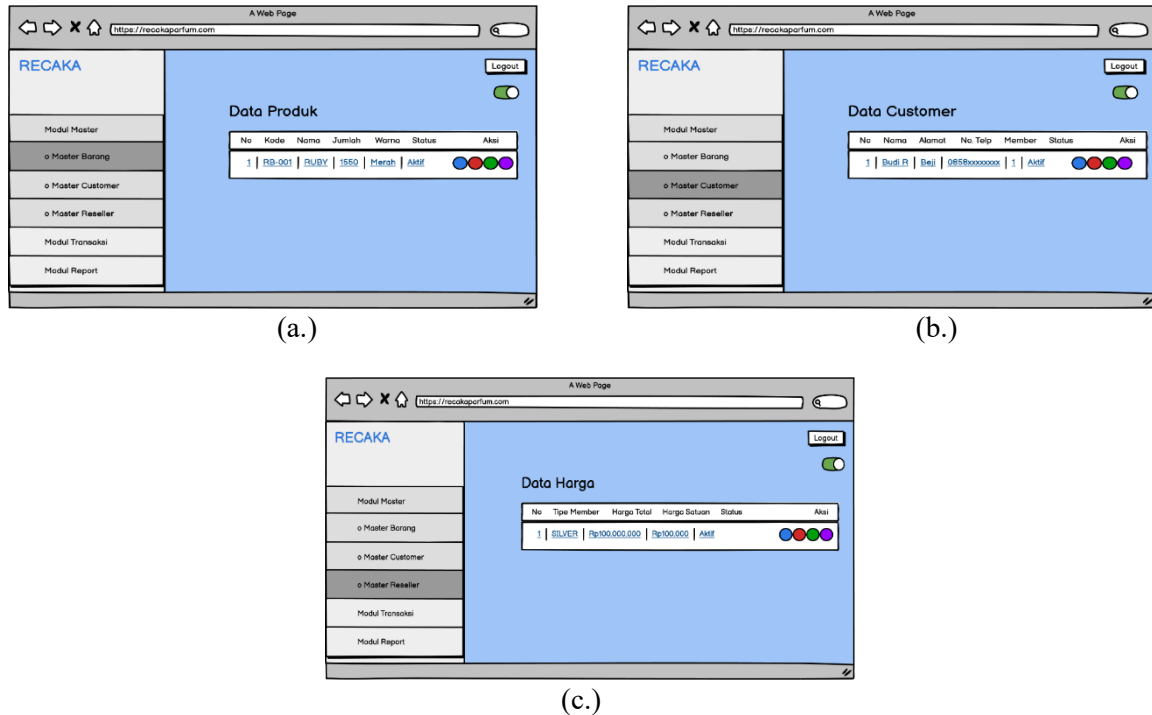 A Web Page
https://recakaparfum.com
RECAKA
Logout
Data Produk
Modul Master
o Master Barang
o Master Customer
o Master Reseller
Modul Transaksi
Modul Report
No Kode Nama Jumlah Warna Status Aksi
1 RB-001 RUBY 1550 Merah Aktif
(a.)
A Web Page
https://recakaparfum.com
RECAKA
Logout
Data Customer
Modul Master
o Master Barang
o Master Customer
o Master Reseller
Modul Transaksi
Modul Report
No Nama Alamat No. Telp Member Status Aksi
1 Budi R Beji 0858xxxxxxxx 1 Aktif
(b.)
A Web Page
https://recakaparfum.com
RECAKA
Logout
Data Harga
Modul Master
o Master Barang
o Master Customer
o Master Reseller
Modul Transaksi
Modul Report
No Tipe Member Harga Total Harga Satuan Status Aksi
1 SILVER Rp100.000.000 Rp100.000 Aktif
(c.)